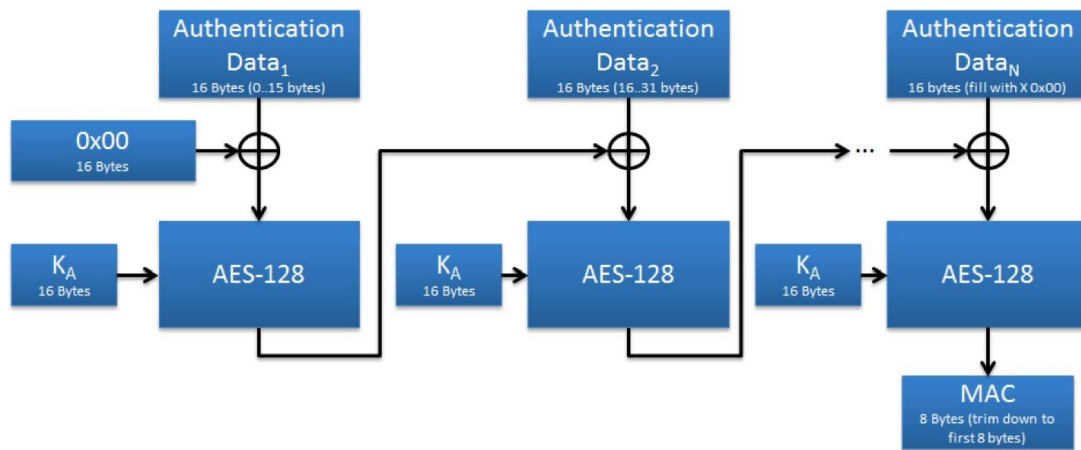 Authentication
Data1
16 Bytes (0..15 bytes)
Authentication
Data2
16 Bytes (16..31 bytes)
Authentication
DataN
16 bytes (fill with X 0x00)
0x00
16 Bytes
...
KA
16 Bytes
AES-128
KA
16 Bytes
AES-128
KA
16 Bytes
AES-128
MAC
8 Bytes (trim down to
first 8 bytes)